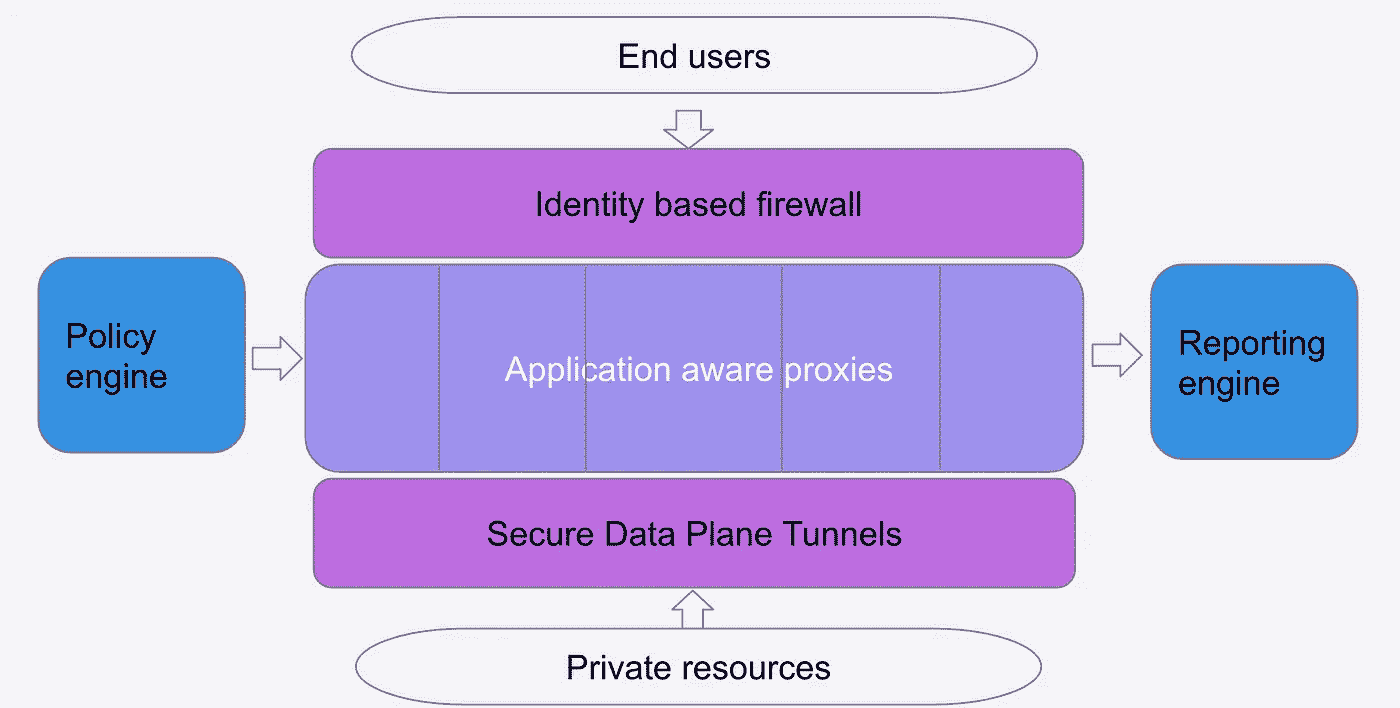 End users
Identity based firewall
Policy
engine
Application aware proxies
Reporting
engine
Secure Data Plane Tunnels
Private resources